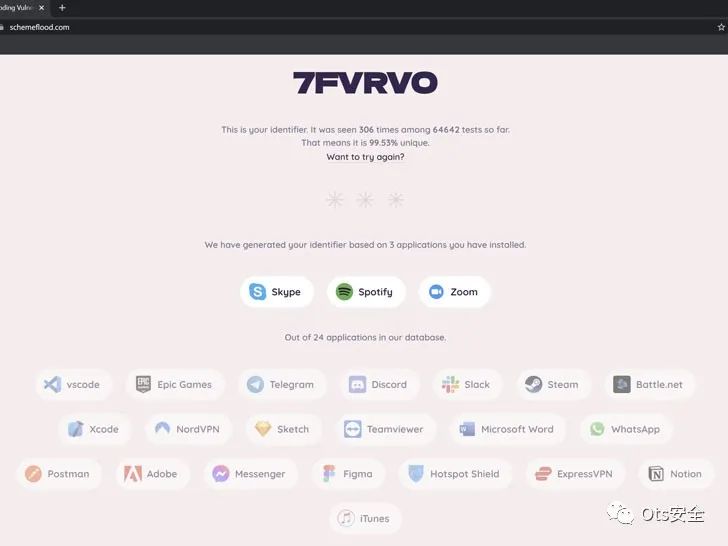 oding Vulne
schemeflood.com
7FVRVO
This is your identifier. It was seen 306 times among 64642 tests so far.
That means it is 99.53% unique.
Want to try again?
We have generated your identifier based on 3 applications you have installed.
Skype Spotify Zoom
Out of 24 applications in our database.
vscode EPIC GAMES Epic Games Telegram Discord Slack Steam Battle.net
Xcode NordVPN Sketch Teamviewer Microsoft Word WhatsApp
Postman Adobe Messenger Figma Hotspot Shield ExpressVPN Notion
iTunes
Ots安全